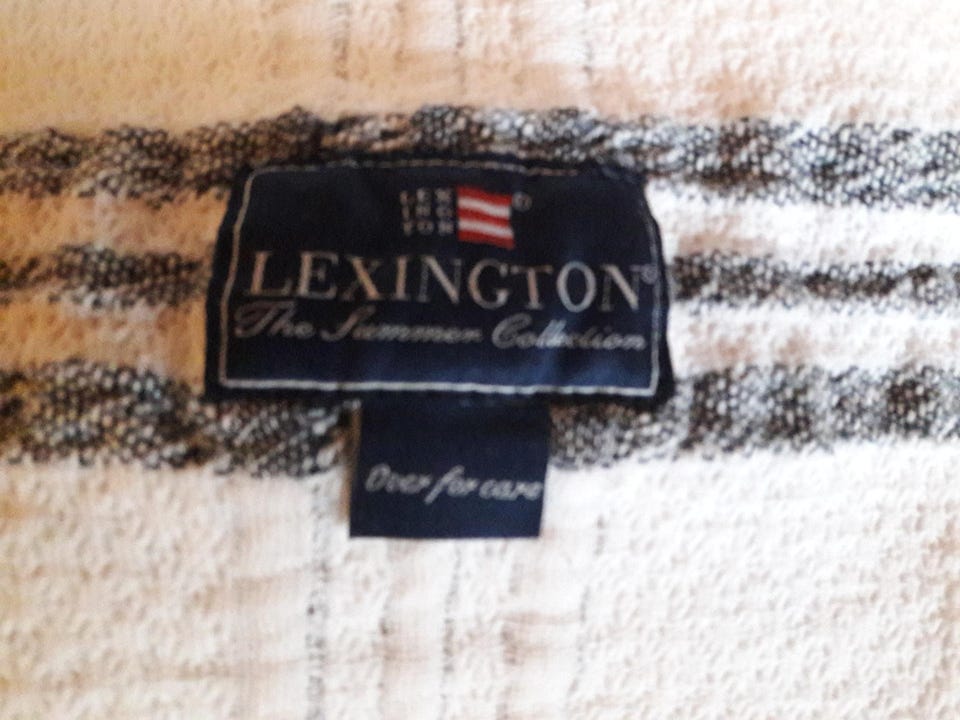 LEX
ING
TON
LEXINGTON®
The Summer Collection
Over for care